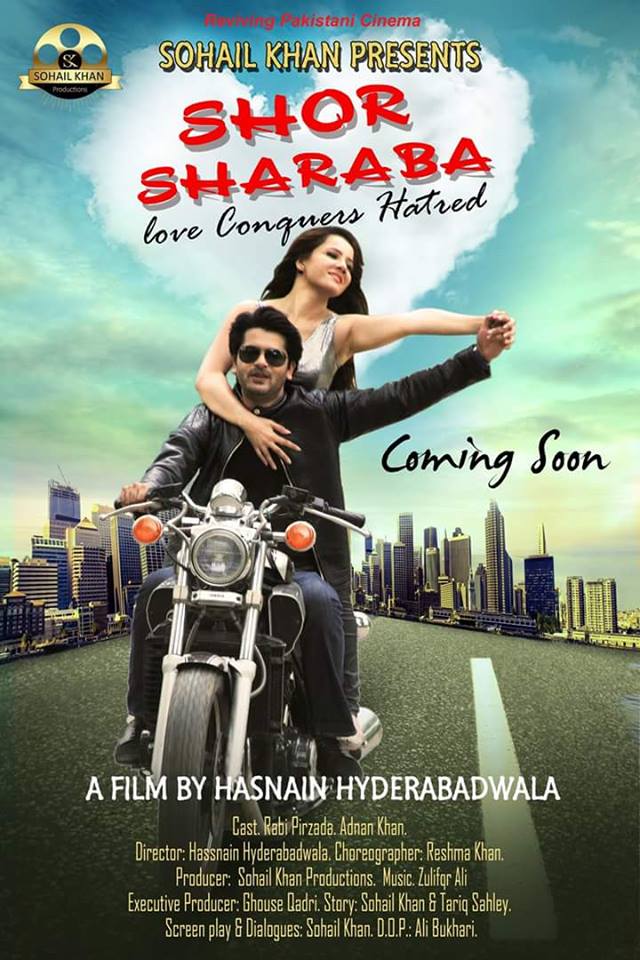 Reviving Pakistani Cinema
SK
SOHAIL KHAN
Productions
SOHAIL KHAN PRESENTS
SHOR
SHARABA
love Conquers Hatred
Coming Soon
A FILM BY HASNAIN HYDERABADWALA
Cast. Rabi Pirzada. Adnan Khan.
Director: Hassnain Hyderabadwala. Choreographer: Reshma Khan.
Producer: Sohail Khan Productions. Music. Zulifqr Ali
Executive Producer: Ghouse Qadri. Story: Sohail Khan & Tariq Sahley.
Screen play & Dialogues: Sohail Khan. D.O.P.: Ali Bukhari.